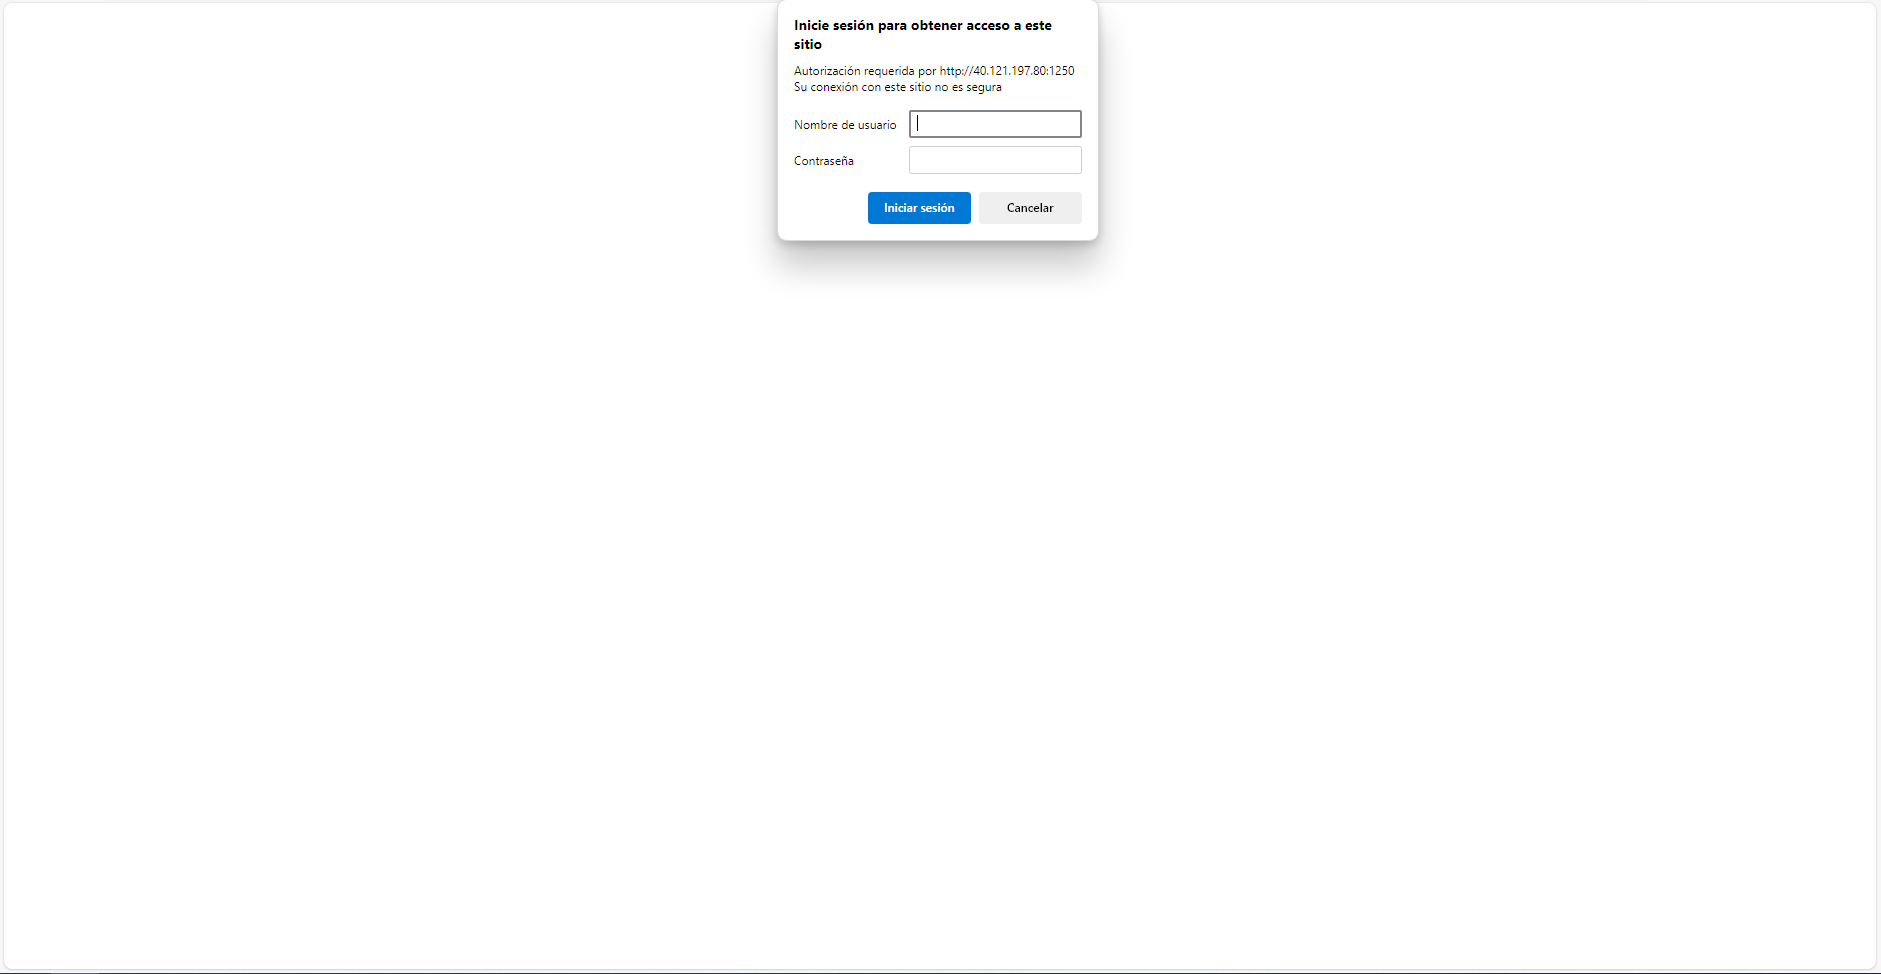 Inicie sesión para obtener acceso a este
sitio
Autorización requerida por http://40.121.197.80:1250
Su conexión con este sitio no es segura
Nombre de usuario
Contraseña
Iniciar sesión Cancelar